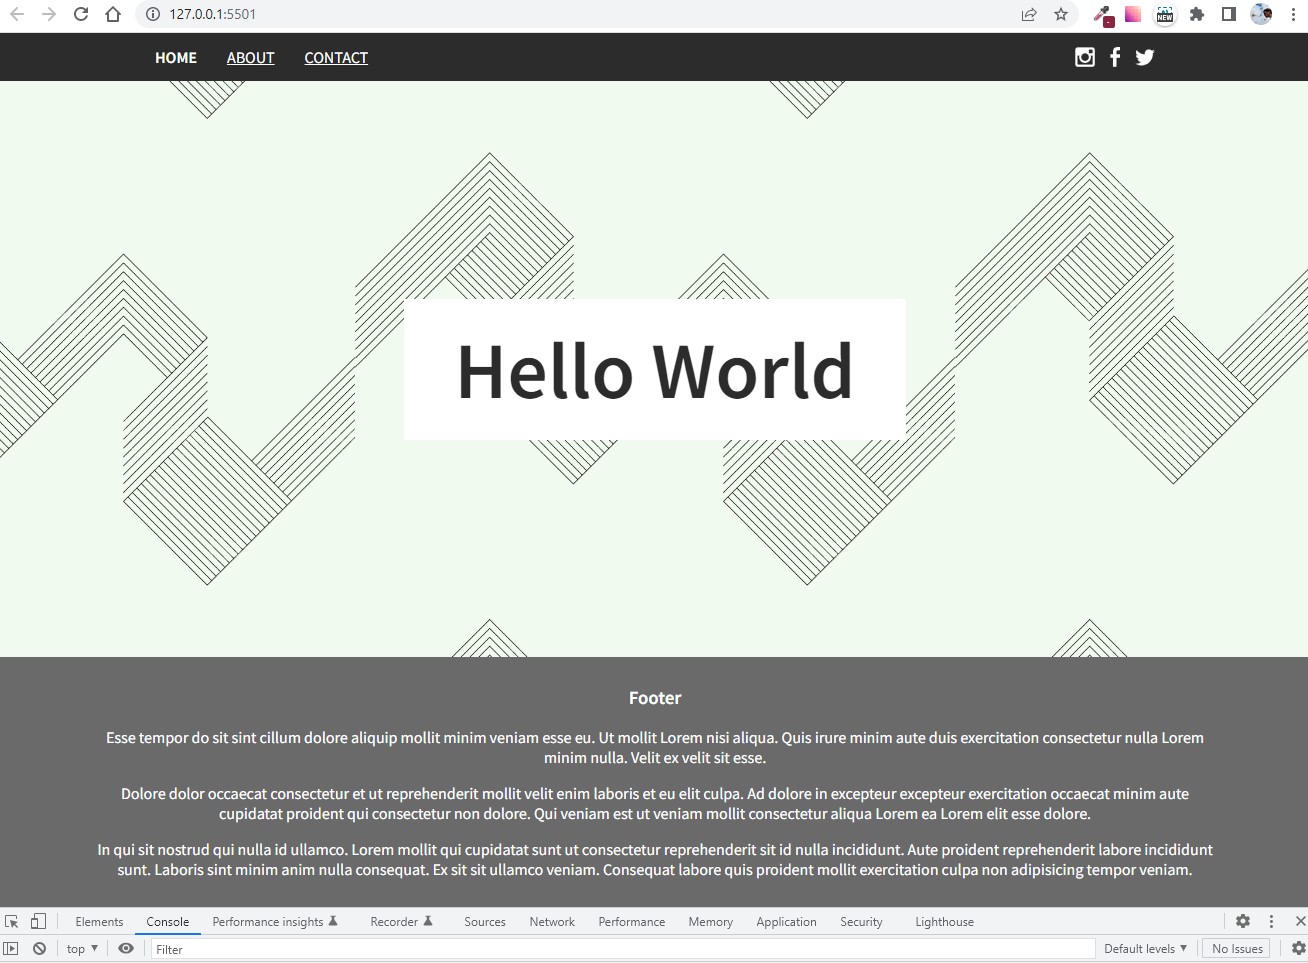 127.0.0.1:5501
NEW
HOME ABOUT CONTACT
Hello World
Footer
Esse tempor do sit sint cillum dolore aliquip mollit minim veniam esse eu. Ut mollit Lorem nisi aliqua. Quis irure minim aute duis exercitation consectetur nulla Lorem
minim nulla. Velit ex velit sit esse.
Dolore dolor occaecat consectetur et ut reprehenderit mollit velit enim laboris et eu elit culpa. Ad dolore in excepteur excepteur exercitation occaecat minim aute
cupidatat proident qui consectetur non dolore. Qui veniam est ut veniam mollit consectetur aliqua Lorem ea Lorem elit esse dolore.
In qui sit nostrud qui nulla id ullamco. Lorem mollit qui cupidatat sunt ut consectetur reprehenderit sit id nulla incididunt. Aute proident reprehenderit labore incididunt
sunt. Laboris sint minim anim nulla consequat. Ex sit sit ullamco veniam. Consequat labore quis proident mollit exercitation culpa non adipisicing tempor veniam.
Elements Console Performance insights Recorder Sources Network Performance Memory Application Security Lighthouse
top Filter Default levels No Issues